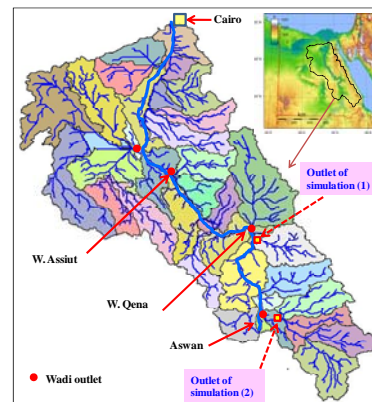 Cairo
Outlet of
simulation (1)
W. Assiut
W. Qena
Aswan
Wadi outlet
Outlet of
simulation (2)